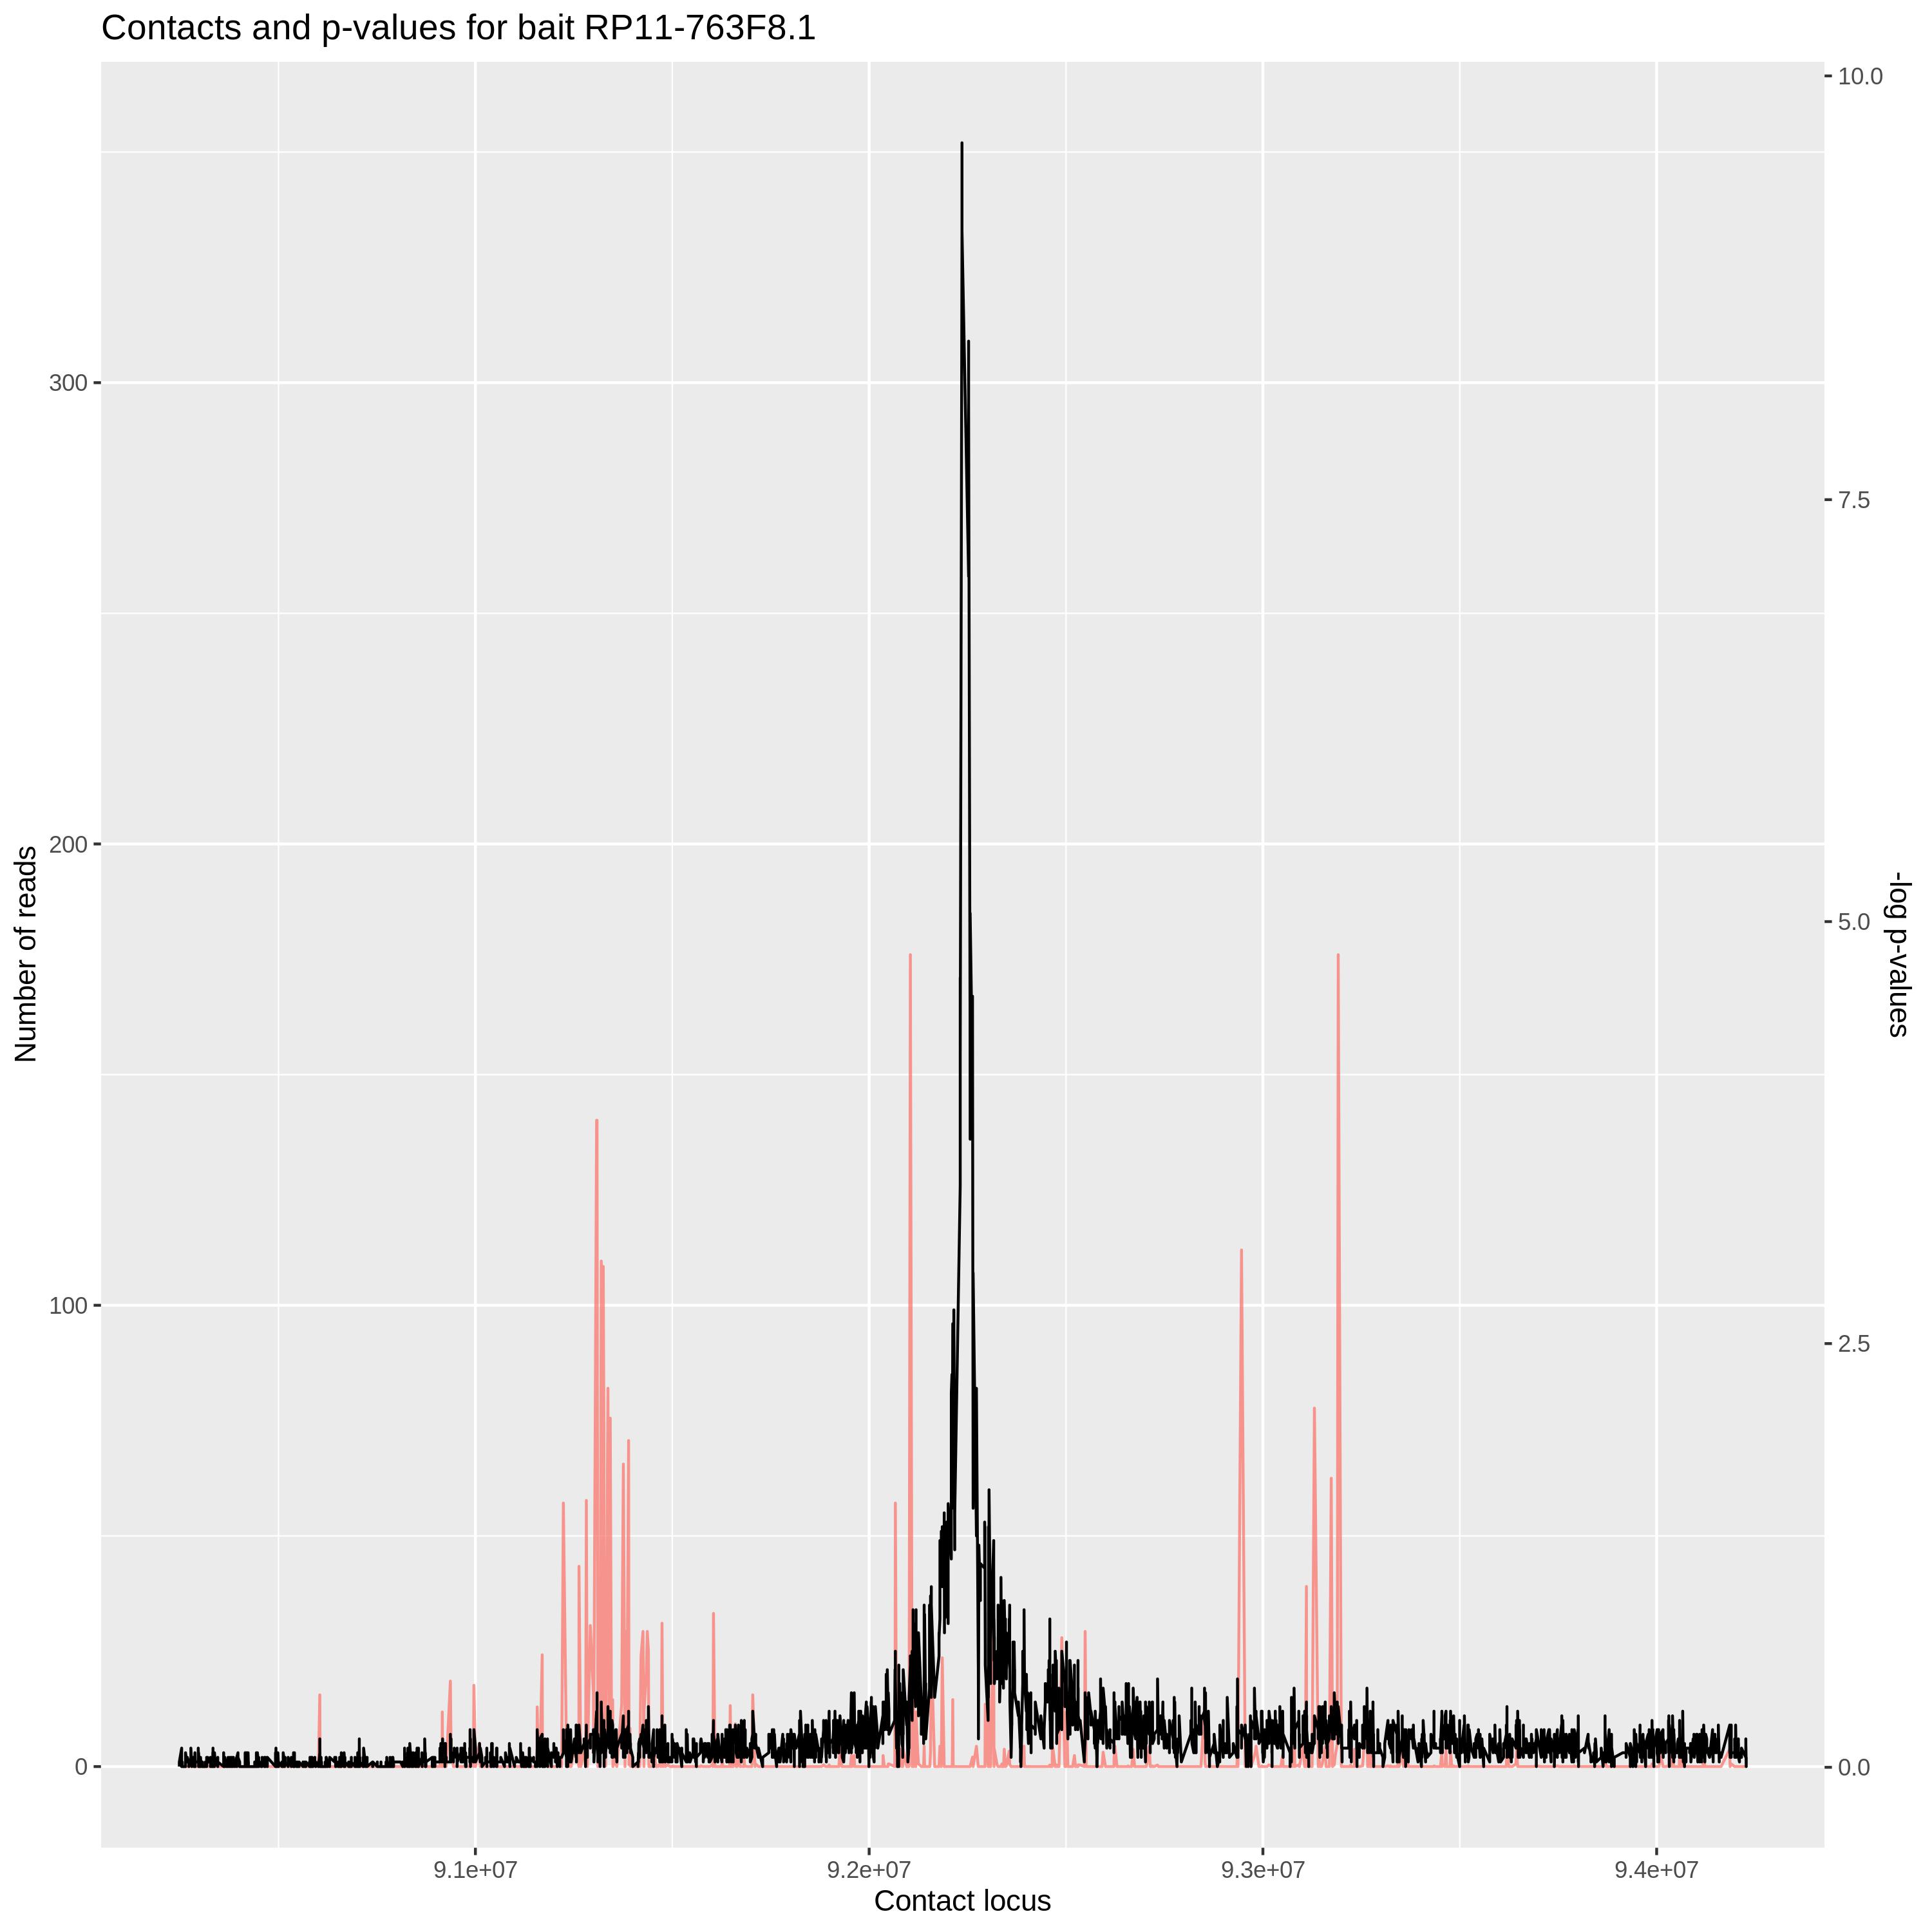 Contacts and p-values for bait RP11-763F8.1
10.0
7.5
5.0
2.5
0.0
300
200
100
0
Number of reads
-log p-values
9.1e+07
9.2e+07
9.3e+07
9.4e+07
Contact locus